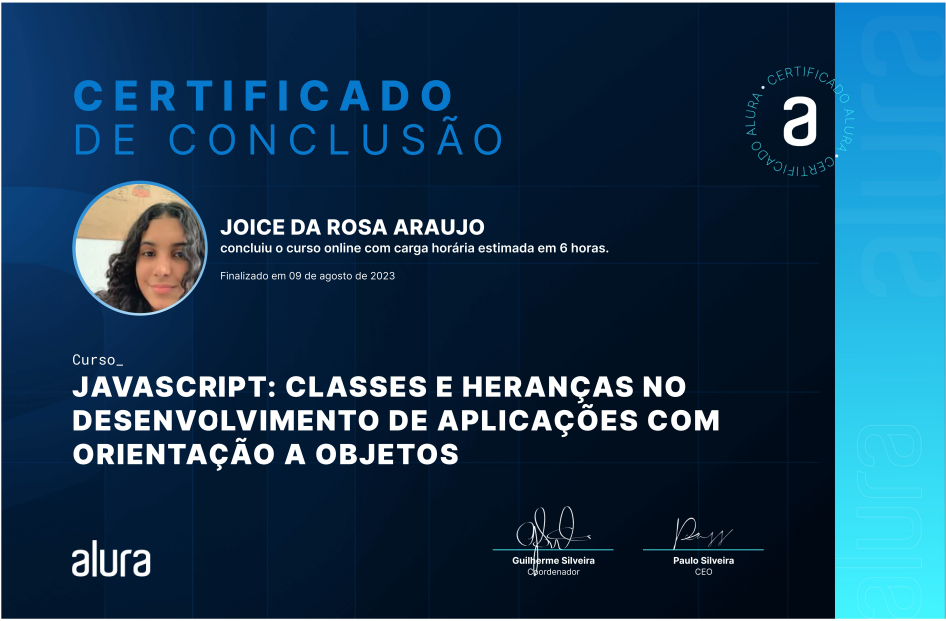 CERTIFICADO
DE CONCLUSÃO
CERTIFICADO ALURA • CERTIFICADO ALURA •
a
JOICE DA ROSA ARAUJO
concluiu o curso online com carga horária estimada em 6 horas.
Finalizado em 09 de agosto de 2023
Curso_
JAVASCRIPT: CLASSES E HERANÇAS NO
DESENVOLVIMENTO DE APLICAÇÕES COM
ORIENTAÇÃO A OBJETOS
alura
Guilherme Silveira
Coordenador
Paulo Silveira
CEO
alura
alura